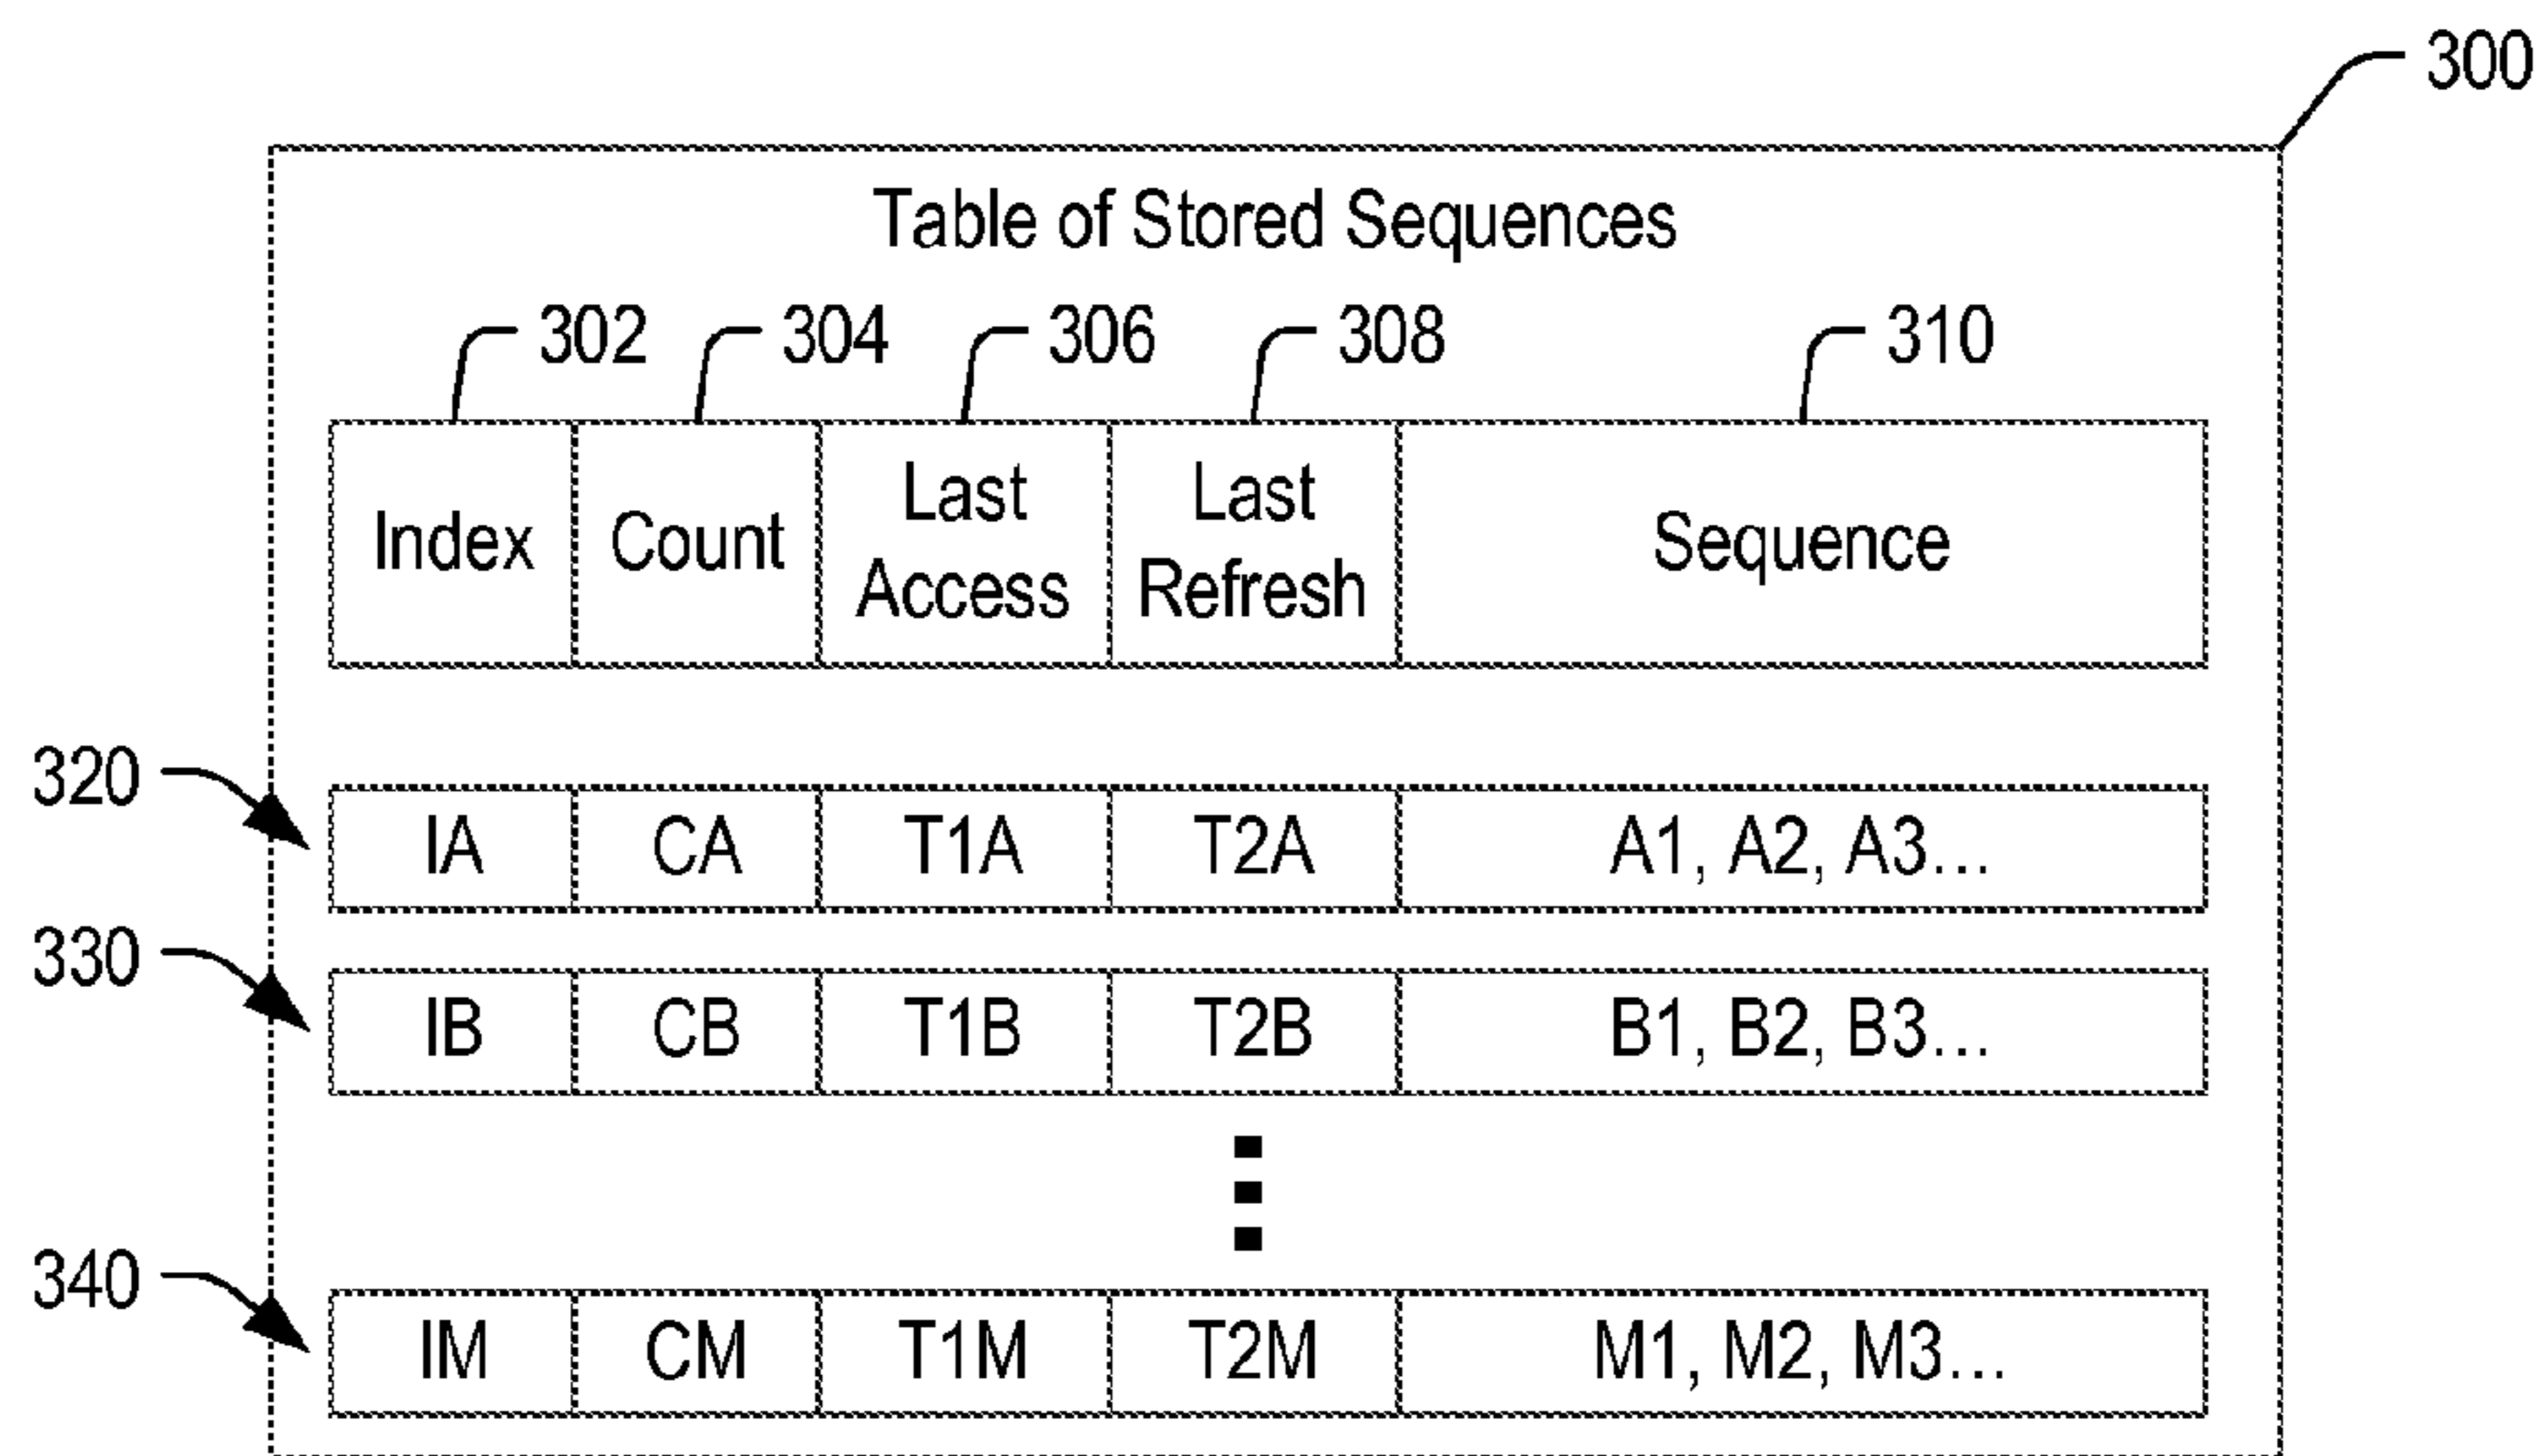 300
Table of Stored Sequences
302 304 306 308 310
Index Count Last Access Last Refresh Sequence
320 IA CA T1A T2A A1, A2, A3...
330 IB CB T1B T2B B1, B2, B3...
340 IM CM T1M T2M M1, M2, M3...